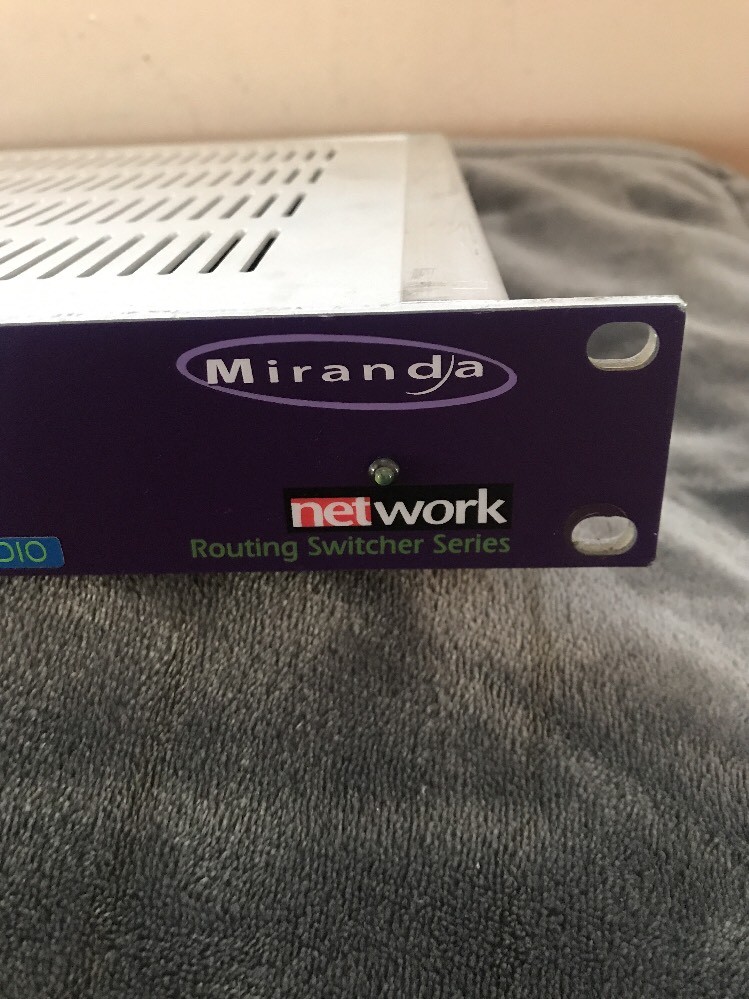 Miranda
network
Routing Switcher Series